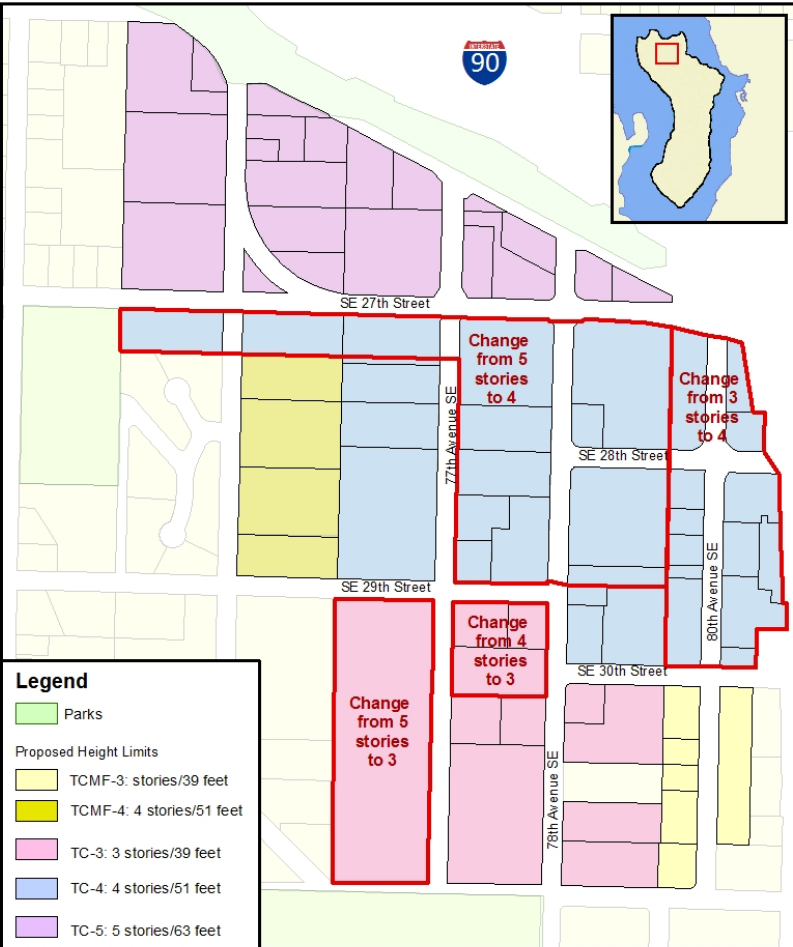 INTERSTATE
90
SE 27th Street
Change
from 5
stories
to 4
Change
from 3
stories
to 4
77th Avenue SE
SE 28th Street
80th Avenue SE
SE 29th Street
Change
from 4
stories
to 3
SE 30th Street
Change
from 5
stories
to 3
78th Avenue SE
Legend
Parks
Proposed Height Limits
TCMF-3: stories/39 feet
TCMF-4: 4 stories/51 feet
TC-3: 3 stories/39 feet
TC-4: 4 stories/51 feet
TC-5: 5 stories/63 feet